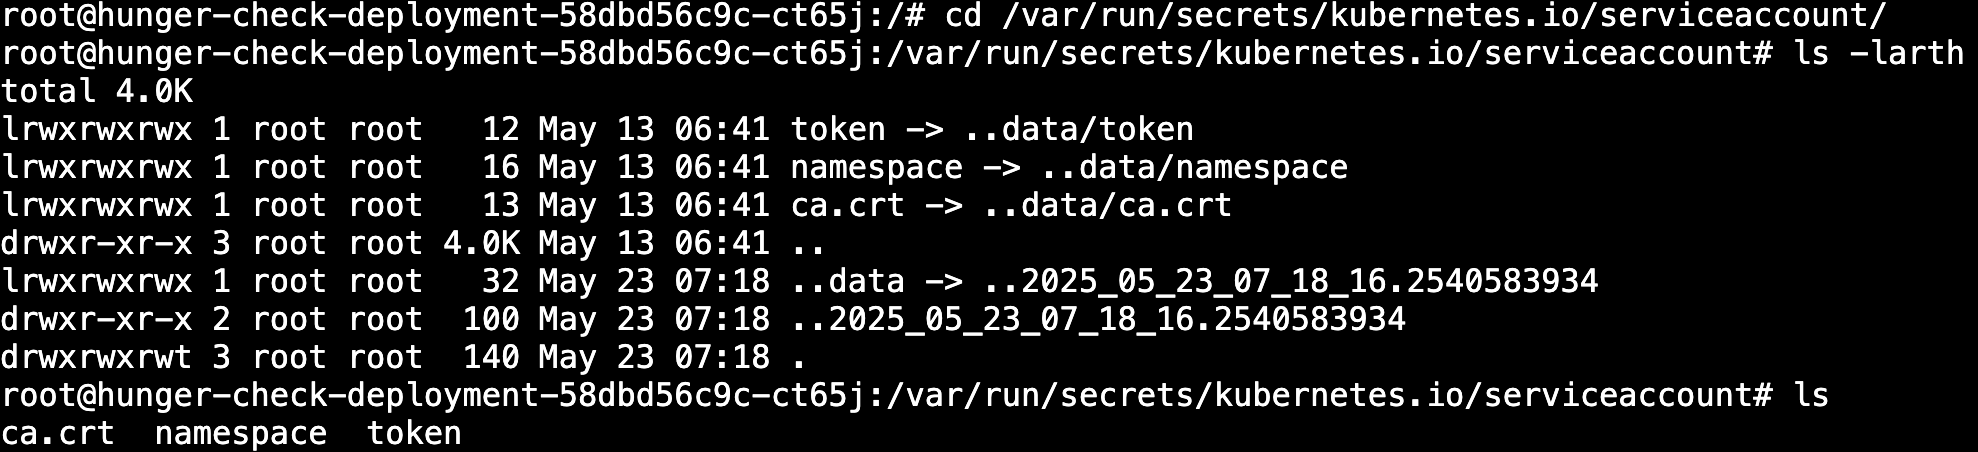 root@hunger-check-deployment-58dbd56c9c-ct65j:/# cd /var/run/secrets/kubernetes.io/serviceaccount/
root@hunger-check-deployment-58dbd56c9c-ct65j:/var/run/secrets/kubernetes.io/serviceaccount# ls -larth
total 4.0K
lrwxrwxrwx 1 root root   12 May 13 06:41 token -> ..data/token
lrwxrwxrwx 1 root root   16 May 13 06:41 namespace -> ..data/namespace
lrwxrwxrwx 1 root root   13 May 13 06:41 ca.crt -> ..data/ca.crt
drwxr-xr-x 3 root root 4.0K May 13 06:41 ..
lrwxrwxrwx 1 root root   32 May 23 07:18 ..data -> ..2025_05_23_07_18_16.2540583934
drwxr-xr-x 2 root root  100 May 23 07:18 ..2025_05_23_07_18_16.2540583934
drwxrwxrwt 3 root root  140 May 23 07:18 .
root@hunger-check-deployment-58dbd56c9c-ct65j:/var/run/secrets/kubernetes.io/serviceaccount# ls
ca.crt  namespace  token